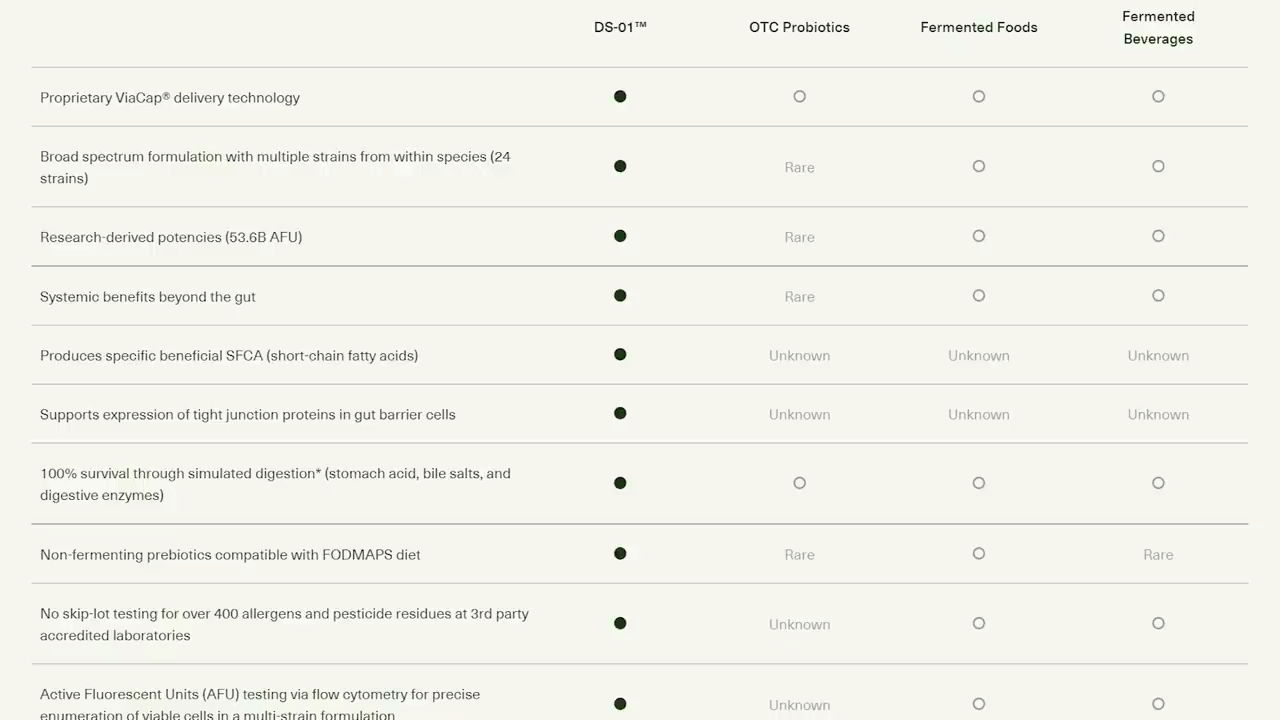 DS-01™ OTC Probiotics Fermented Foods Fermented
Beverages
Proprietary ViaCap® delivery technology
Broad spectrum formulation with multiple strains from within species (24
strains)
Rare
Research-derived potencies (53.6B AFU) Rare
Systemic benefits beyond the gut Rare
Produces specific beneficial SFCA (short-chain fatty acids) Unknown Unknown Unknown
Supports expression of tight junction proteins in gut barrier cells Unknown Unknown Unknown
100% survival through simulated digestion* (stomach acid, bile salts, and
digestive enzymes)
Non-fermenting prebiotics compatible with FODMAPS diet Rare Rare
No skip-lot testing for over 400 allergens and pesticide residues at 3rd party
accredited laboratories
Unknown
Active Fluorescent Units (AFU) testing via flow cytometry for precise
enumeration of viable cells in a multi-strain formulation
Unknown